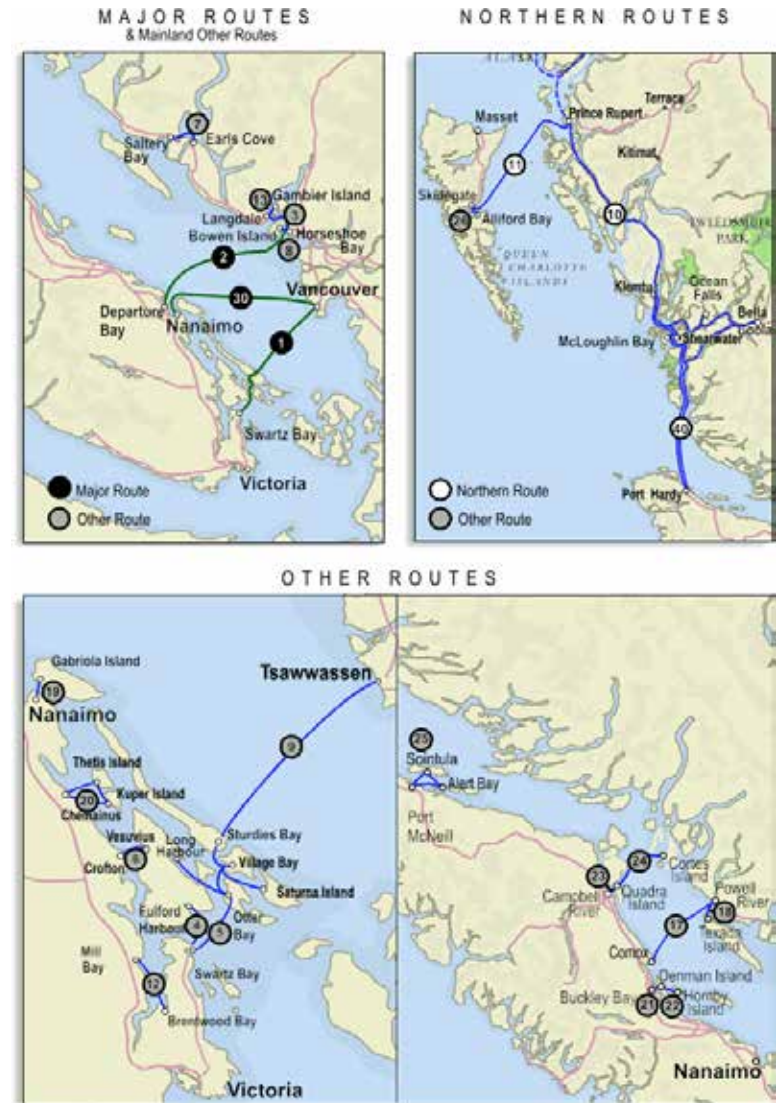 MAJOR ROUTES
& Mainland Other Routes
7
Saltery
Bay
Earls Cove
13
Gambier Island
Langdale
3
Bowen Island
Horseshoe
Bay
8
2
30
Vancouver
Departure
Bay
Nanaimo
1
Swartz Bay
Victoria
Major Route
Other Route
NORTHERN ROUTES
ALASKA
Masset
Prince Rupert
Terrace
Kitimat
11
Skidegate
26
Alliford Bay
10
TWEEDSMUIR
PARK
QUEEN
CHARLOTTE
ISLANDS
Klemtu
Ocean
Falls
Bella
Coola
McLoughlin Bay
Shearwater
40
Port Hardy
Northern Route
Other Route
OTHER ROUTES
Gabriola Island
19
Nanaimo
Tsawwassen
9
Thetis Island
Kuper Island
20
Chemainus
Vesuvius
Long
Harbour
6
Crofton
Sturdies Bay
Village Bay
Saturna Island
Fulford
Harbour
4
5
Otter
Bay
Mill
Bay
Swartz Bay
12
Brentwood Bay
Victoria
25
Sointula
Alert Bay
Port
McNeill
24
Cortes
Island
23
Campbell
River
Quadra
Island
Powell
River
17
18
Texada
Island
Comox
Denman Island
Buckley Bay
21
22
Hornby
Island
Nanaimo